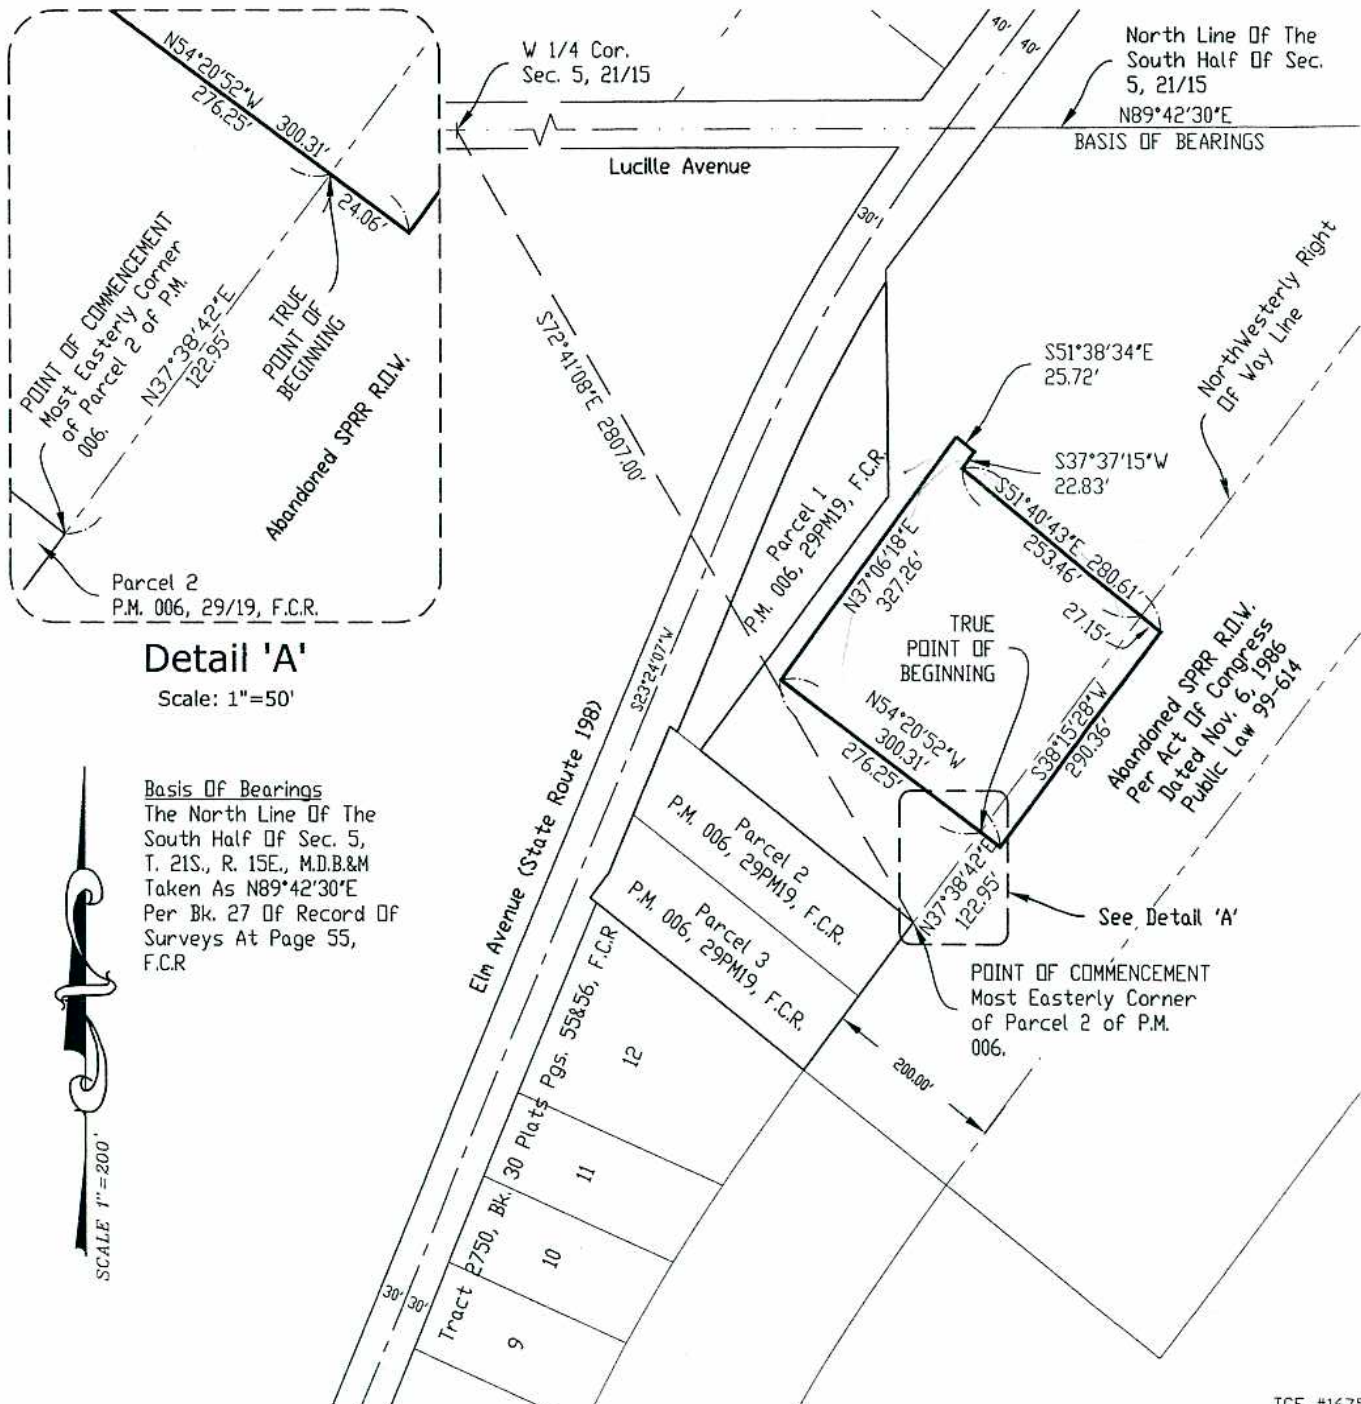 N54°20'52"W
276.25'
300.31'
24.06'
POINT OF COMMENCEMENT
Most Easterly Corner
of Parcel 2 of P.M.
006.
N37°38'42"E
122.95'
TRUE
POINT OF
BEGINNING
Abandoned SPRR R.O.W.
Parcel 2
P.M. 006, 29/19, F.C.R.
Detail 'A'
Scale: 1"=50'
W 1/4 Cor.
Sec. 5, 21/15
40' 40'
North Line Of The
South Half Of Sec.
5, 21/15
N89°42'30"E
BASIS OF BEARINGS
Lucille Avenue
30'
S72°41'08"E 2807.00'
NorthWesterly Right
Of Way Line
S51°38'34"E
25.72'
S37°37'15"W
22.83'
S51°40'43"E 280.61'
253.46'
27.15'
Parcel 1
P.M. 006, 29PM19, F.C.R.
N37°06'18"E
327.26'
TRUE
POINT OF
BEGINNING
N54°20'52"W
300.31'
276.25'
S38°15'28"W
290.36'
Abandoned SPRR R.O.W.
Per Act Of Congress
Dated Nov. 6, 1986
Public Law 99-614
S23°24'07"W
Elm Avenue (State Route 198)
Parcel 2
P.M. 006, 29PM19, F.C.R.
Parcel 3
P.M. 006, 29PM19, F.C.R.
N37°38'42"E
122.95'
See Detail 'A'
POINT OF COMMENCEMENT
Most Easterly Corner
of Parcel 2 of P.M.
006.
200.00'
Basis Of Bearings
The North Line Of The
South Half Of Sec. 5,
T. 21S., R. 15E., M.D.B.&M
Taken As N89°42'30"E
Per Bk. 27 Of Record Of
Surveys At Page 55,
F.C.R
SCALE 1"=200'
Tract 2750, Bk. 30 Plats Pgs. 55&56, F.C.R
12
11
10
9
30' 30'